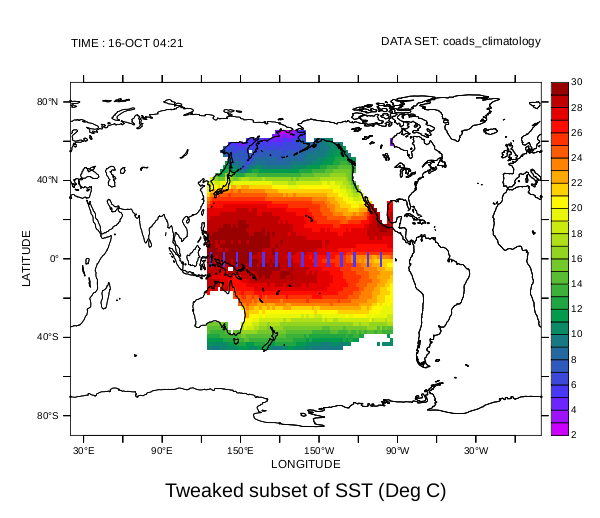 TIME : 16-OCT 04:21
DATA SET: coads_climatology
30
28
26
24
22
20
18
16
14
12
10
8
6
4
2
80°N
40°N
0°
40°S
80°S
LATITUDE
30°E 90°E 150°E 150°W 90°W 30°W
LONGITUDE
Tweaked subset of SST (Deg C)